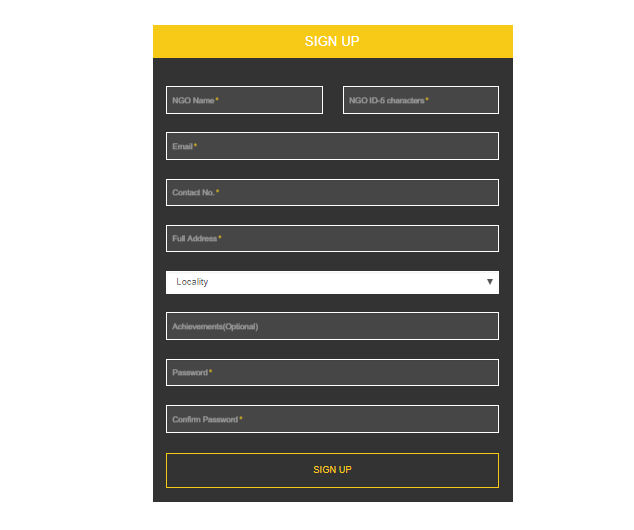 SIGN UP
NGO Name* NGO ID-5 characters*
Email*
Contact No.*
Full Address*
Locality
Achievements(Optional)
Password*
Confirm Password*
SIGN UP